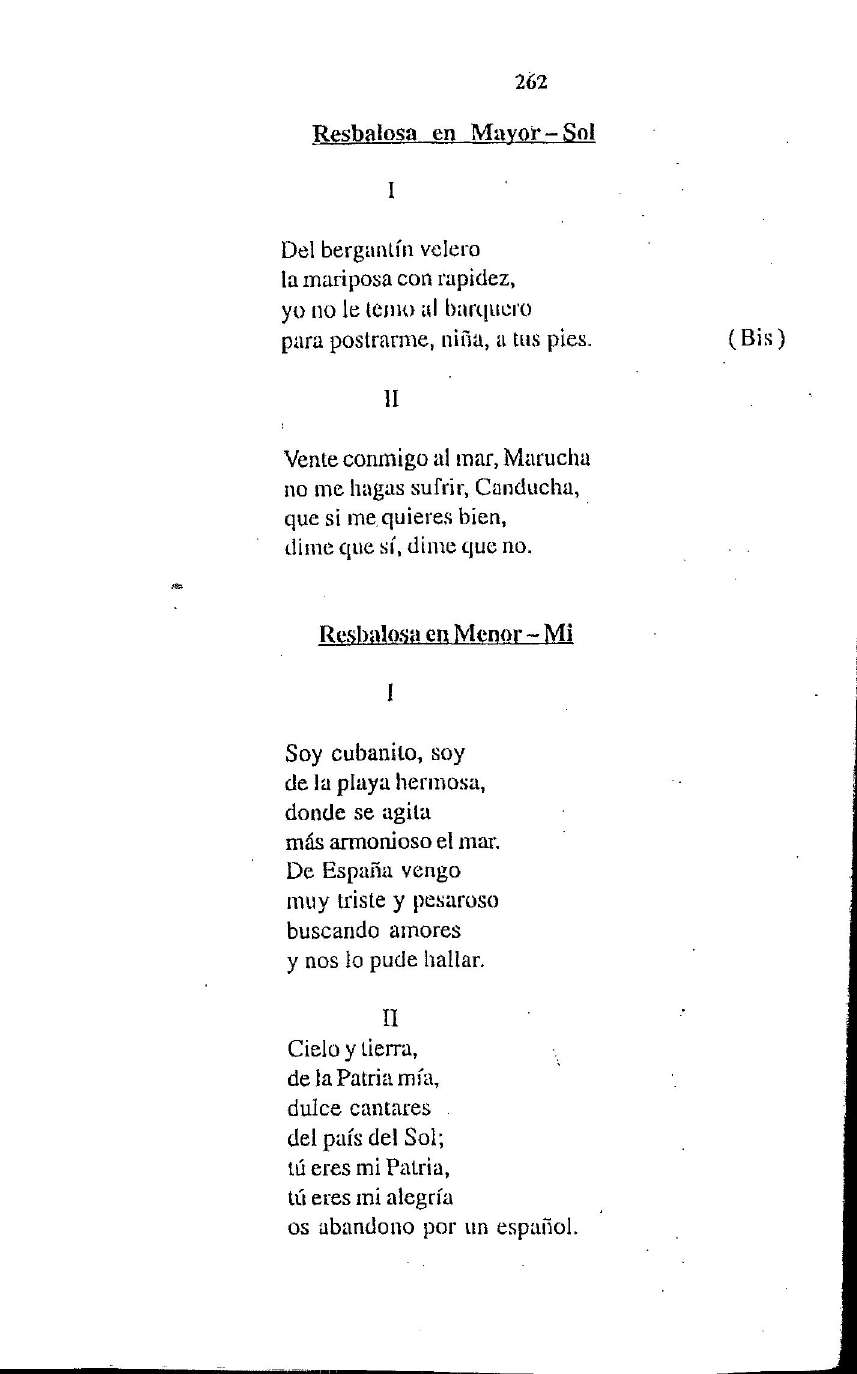 262
Resbalosa en Mayor – Sol
I
Del bergantín velero
la mariposa con rapidez,
yo no le temo al barquero
para postrarme, niña, a tus pies. (Bis)
II
Vente conmigo al mar, Marucha
no me hagas sufrir, Canducha,
que si me quieres bien,
dime que sí, dime que no.
Resbalosa en Menor – Mi
I
Soy cubanito, soy
de la playa hermosa,
donde se agita
más armonioso el mar.
De España vengo
muy triste y pesaroso
buscando amores
y nos lo pude hallar.
II
Cielo y tierra,
de la Patria mía,
dulce cantares
del país del Sol;
tú eres mi Patria,
tú eres mi alegría
os abandono por un español.